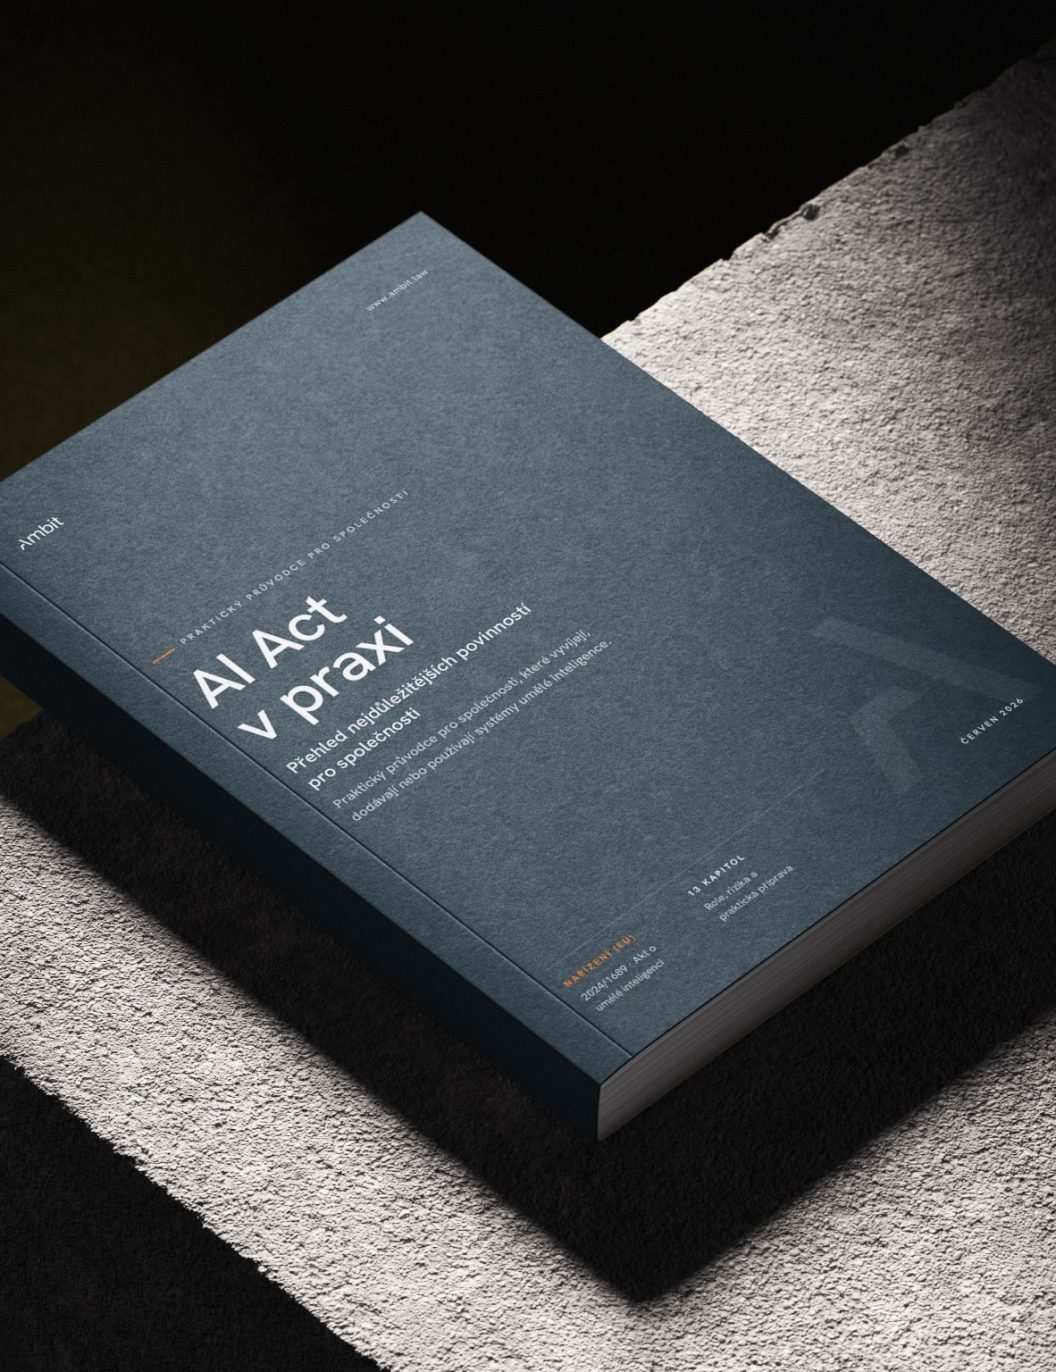 www.ambit.law
Ambit
PRAKTICKÝ PRŮVODCE PRO SPOLEČNOSTI
AI Act
v praxi
Přehled nejdůležitějších povinností
pro společnosti
Praktický průvodce pro společnosti, které vyvíjejí,
dodávají nebo používají systémy umělé inteligence.
NAŘÍZENÍ (EU)
2024/1689 · Akt o
umělé inteligenci
13 KAPITOL
Role, rizika a
praktická příprava
ČERVEN 2026